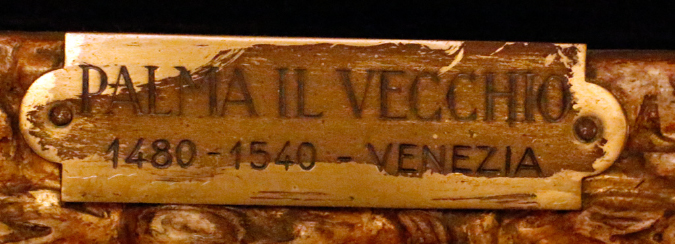 PALMA IL VECCHIO
1480-1540 - VENEZIA